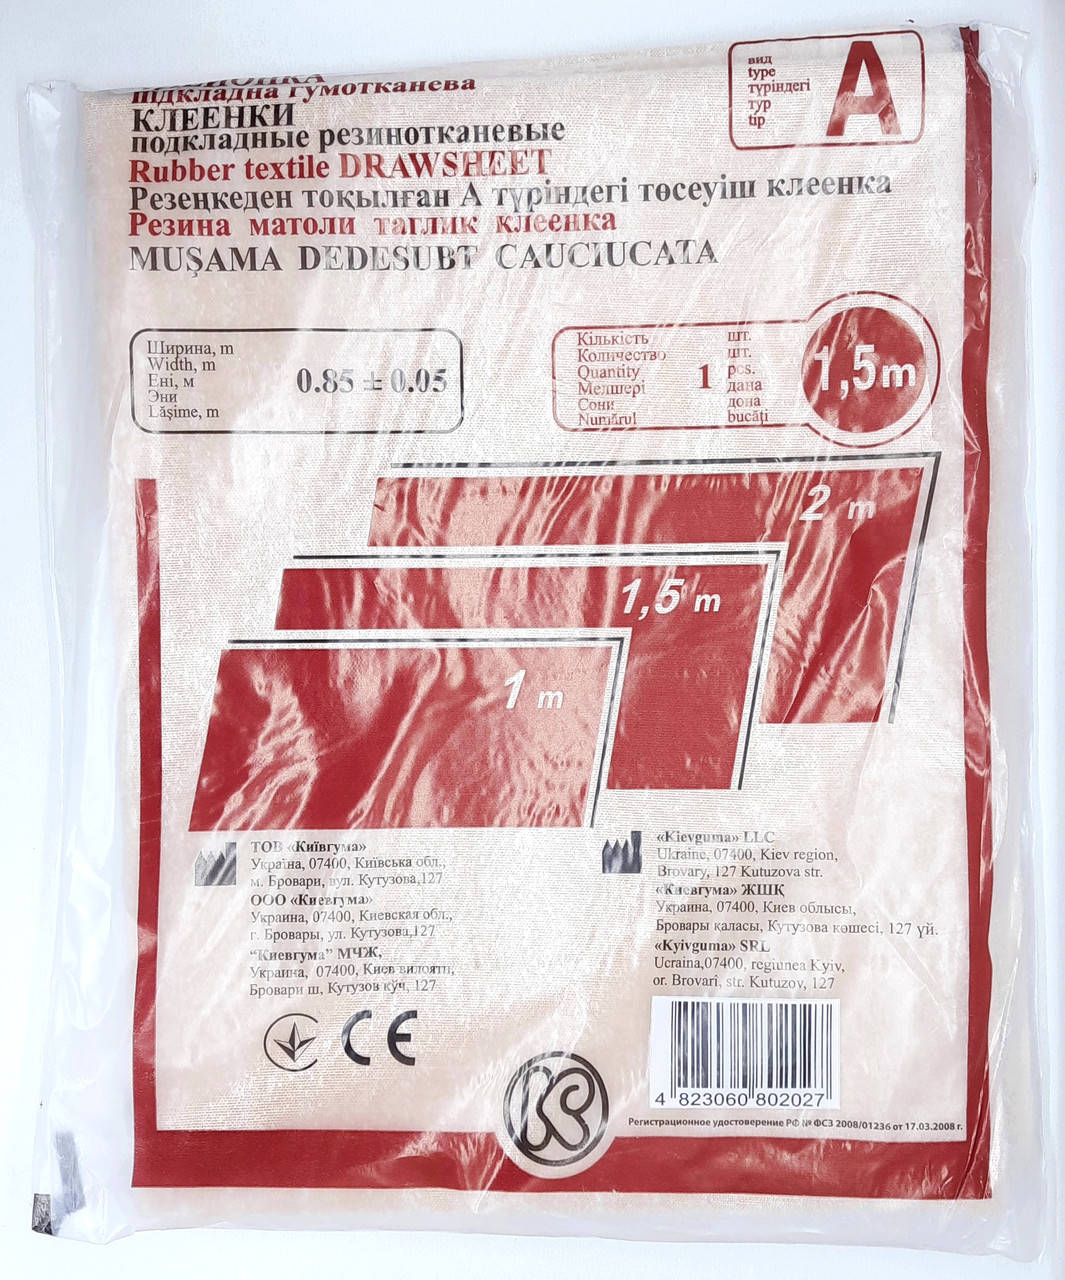 підкладна гумотканева
КЛЕЕНКИ
подкладные резинотканевые
Rubber textile DRAWSHEET
Резеңкеден тоқылған А түріндегі төсеуіш клеенка
Резина матоли таглик клеенка
MUŞAMA DEDESUBT CAUCIUCATA
вид
type
түріндегі
тур
tip
A
Ширина, m
Width, m
Ені, м
Эни
Lăşime, m
0.85 ± 0.05
Кількість шт.
Количество шт.
Quantity 1 pcs.
Мөлшері дана
Сони дона
Numărul bucăţi
1,5 m
2 m
1,5 m
1 m
ТОВ «Київгума»
Україна, 07400, Київська обл.,
м. Бровари, вул. Кутузова,127
ООО «Киевгума»
Украина, 07400, Киевская обл.,
г. Бровары, ул. Кутузова,127
“Киевгума” МЧЖ,
Украина, 07400, Киев вилояти,
Бровари ш, Кутузов кўч, 127
«Kievguma» LLC
Ukraine, 07400, Kiev region,
Brovary, 127 Kutuzova str.
«Киевгума» ЖШҚ
Украина, 07400, Киев облысы,
Бровары қаласы, Кутузова көшесі, 127 үй.
«Kyivguma» SRL
Ucraina,07400, regiunea Kyiv,
or. Brovari, str. Kutuzov, 127
CE
4 823060 802027
Регистрационное удостоверение РФ № ФСЗ 2008/01236 от 17.03.2008 г.